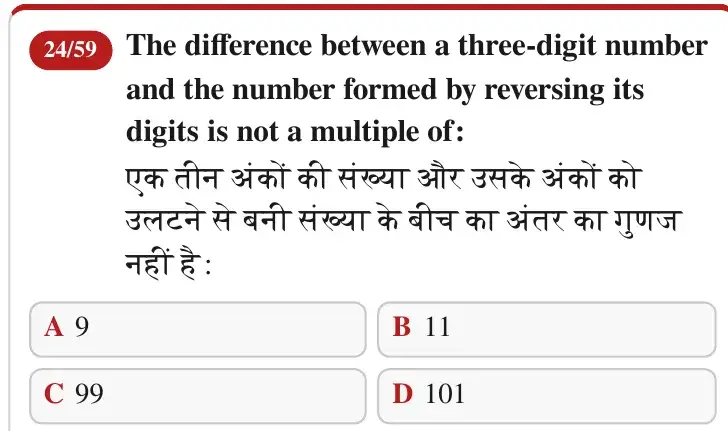 24/59 The difference between a three-digit number
and the number formed by reversing its
digits is not a multiple of:
एक तीन अंकों की संख्या और उसके अंकों को
उलटने से बनी संख्या के बीच का अंतर का गुणज
नहीं है :
A 9 B 11
C 99 D 101